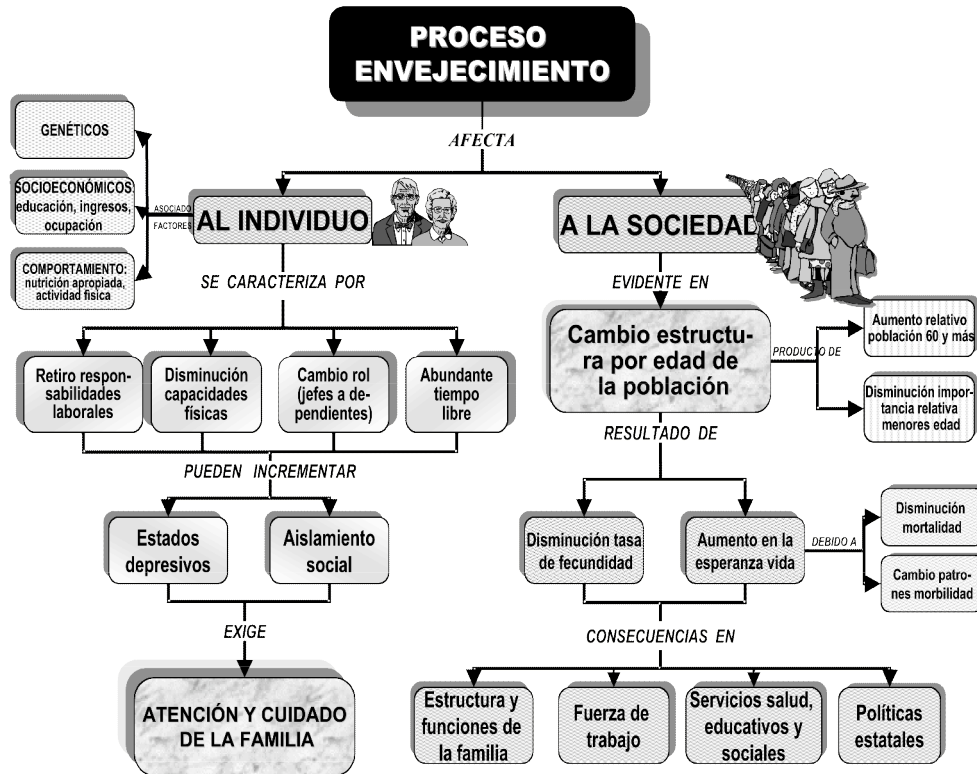 PROCESO
ENVEJECIMIENTO
AFECTA
GENÉTICOS
SOCIOECONÓMICOS
educación, ingresos,
ocupación
COMPORTAMIENTO:
nutrición apropiada,
actividad física
ASOCIADO
FACTORES
AL INDIVIDUO
A LA SOCIEDAD
SE CARACTERIZA POR
EVIDENTE EN
Retiro respon-
sabilidades
laborales
Disminución
capacidades
físicas
Cambio rol
(jefes a de-
pendientes)
Abundante
tiempo
libre
Cambio estructu-
ra por edad de
la población
PRODUCTO DE
Aumento relativo
población 60 y más
Disminución impor-
tancia relativa
menores edad
PUEDEN INCREMENTAR
RESULTADO DE
Estados
depresivos
Aislamiento
social
Disminución tasa
de fecundidad
Aumento en la
esperanza vida
DEBIDO A
Disminución
mortalidad
Cambio patro-
nes morbilidad
EXIGE
CONSECUENCIAS EN
ATENCIÓN Y CUIDADO
DE LA FAMILIA
Estructura y
funciones de
la familia
Fuerza de
trabajo
Servicios salud,
educativos y
sociales
Políticas
estatales